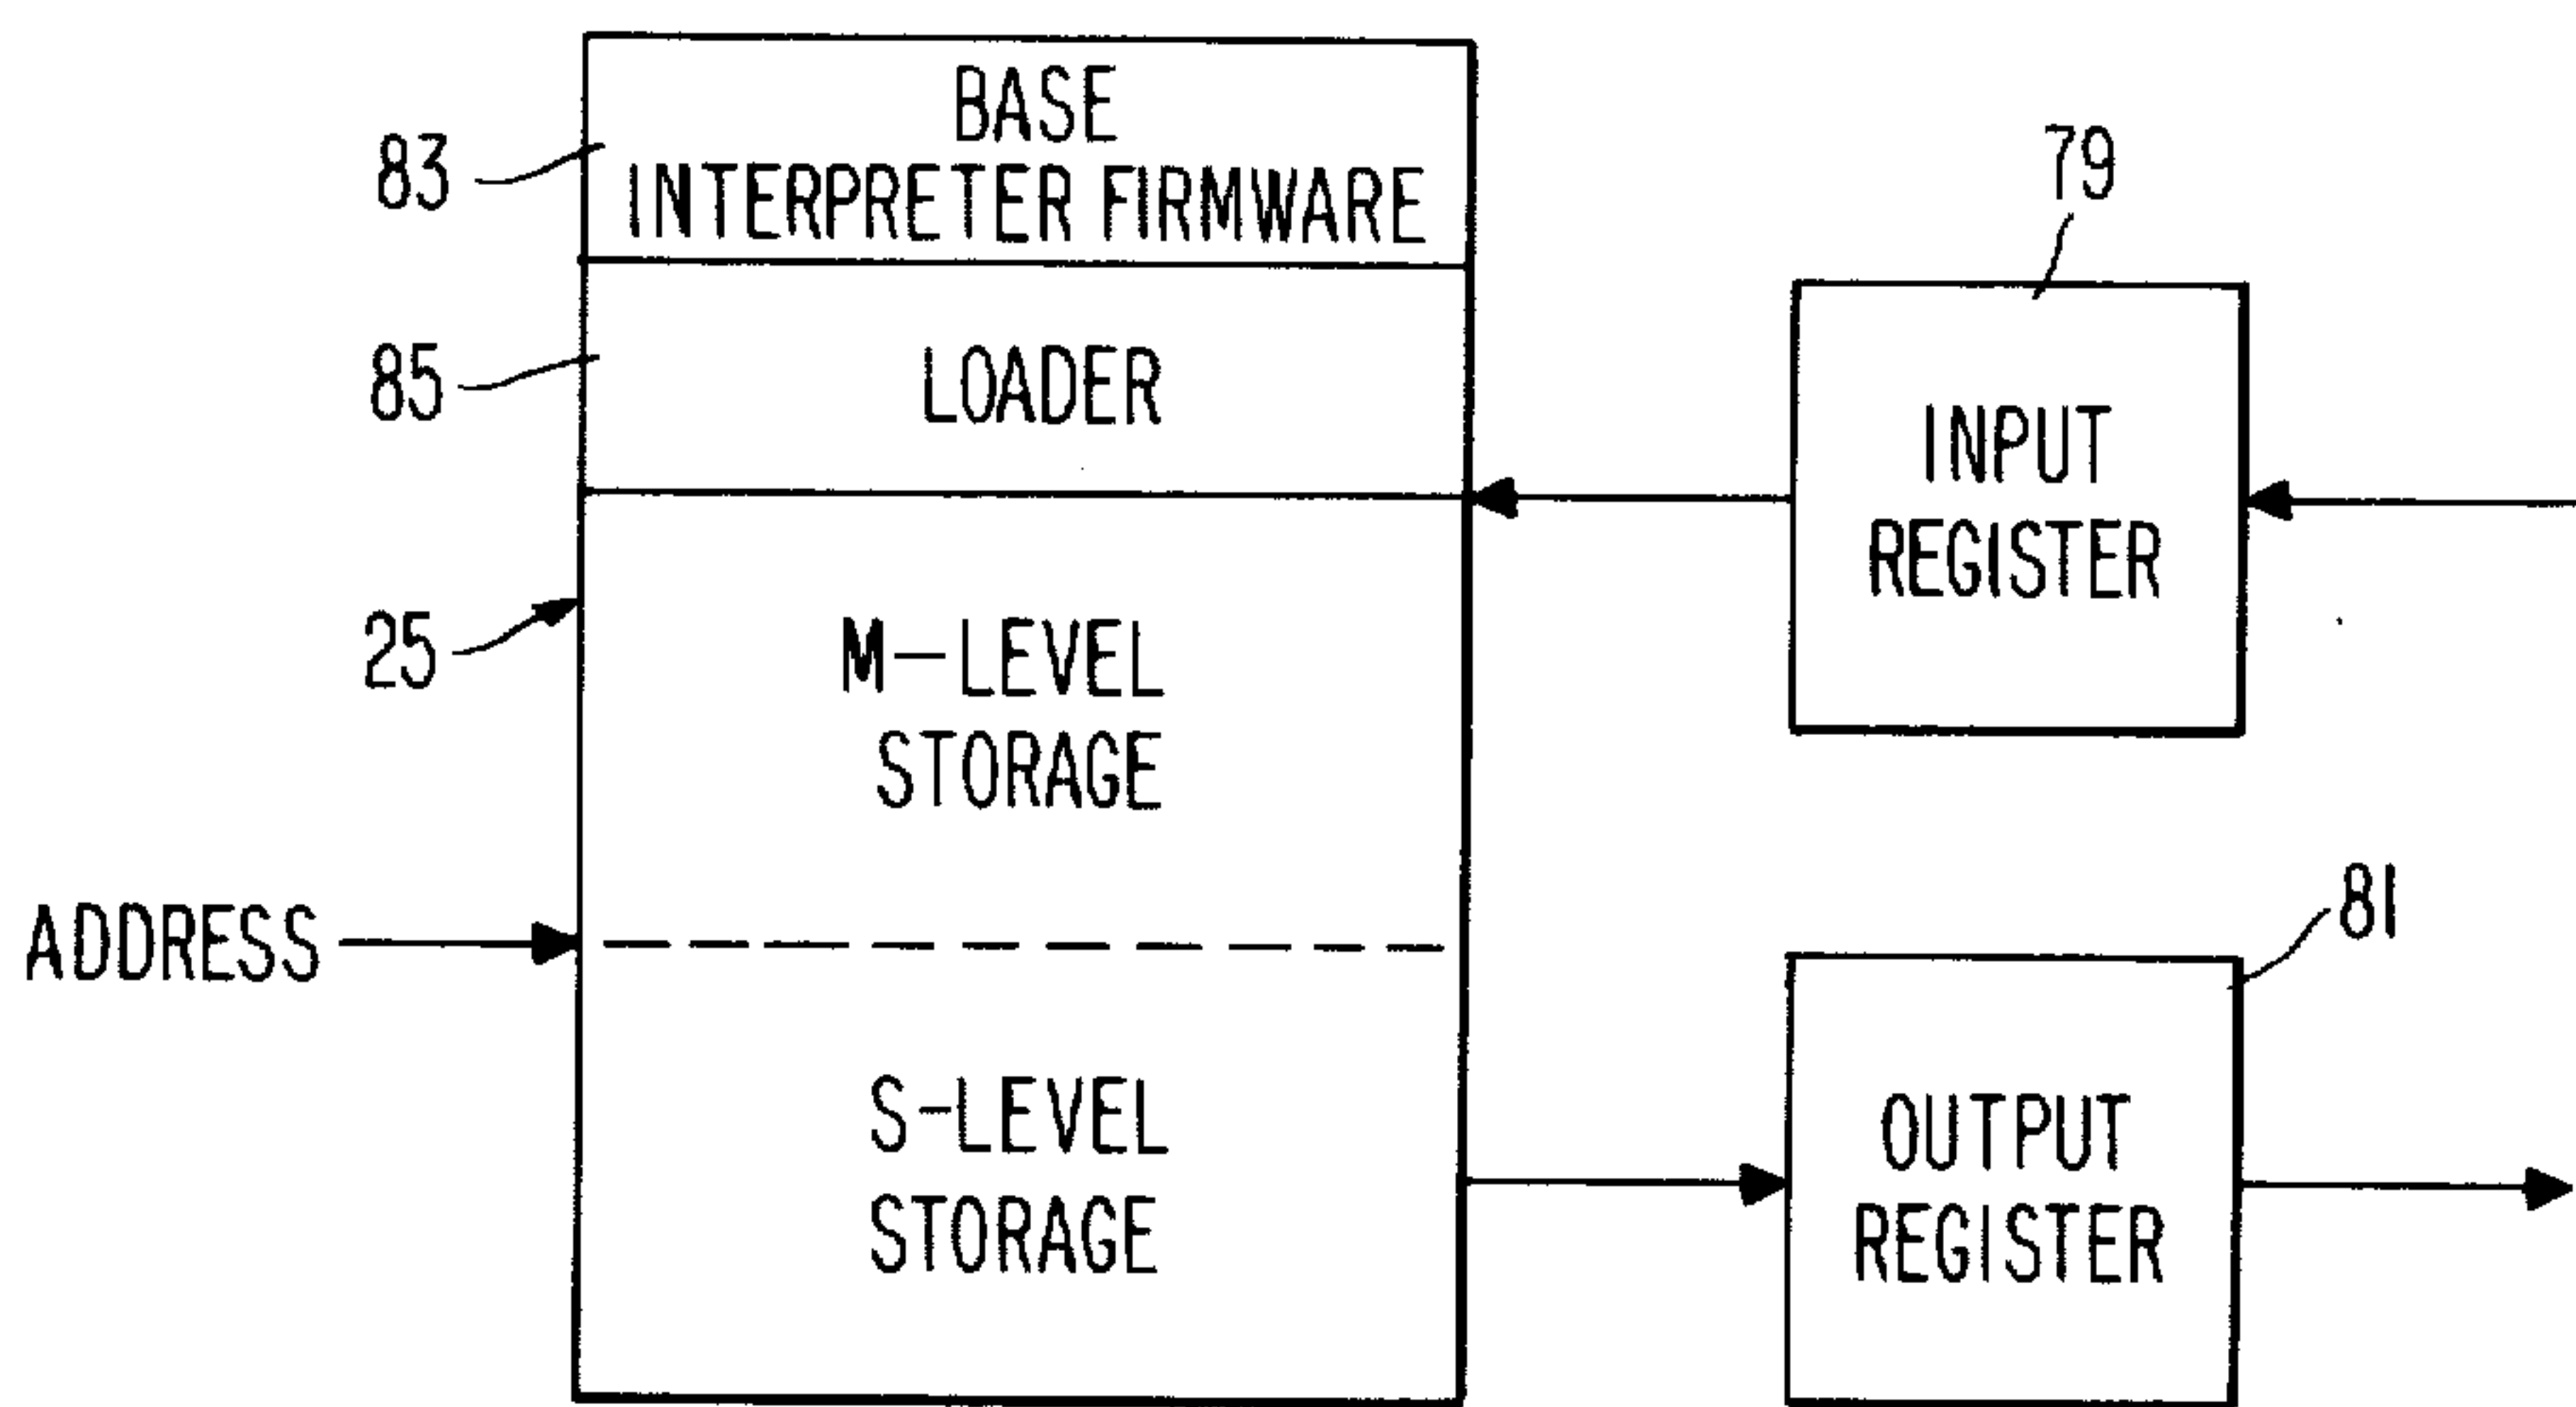 BASE
INTERPRETER FIRMWARE
83
LOADER
85
79
INPUT
REGISTER
25
M-LEVEL
STORAGE
ADDRESS
81
S-LEVEL
STORAGE
OUTPUT
REGISTER